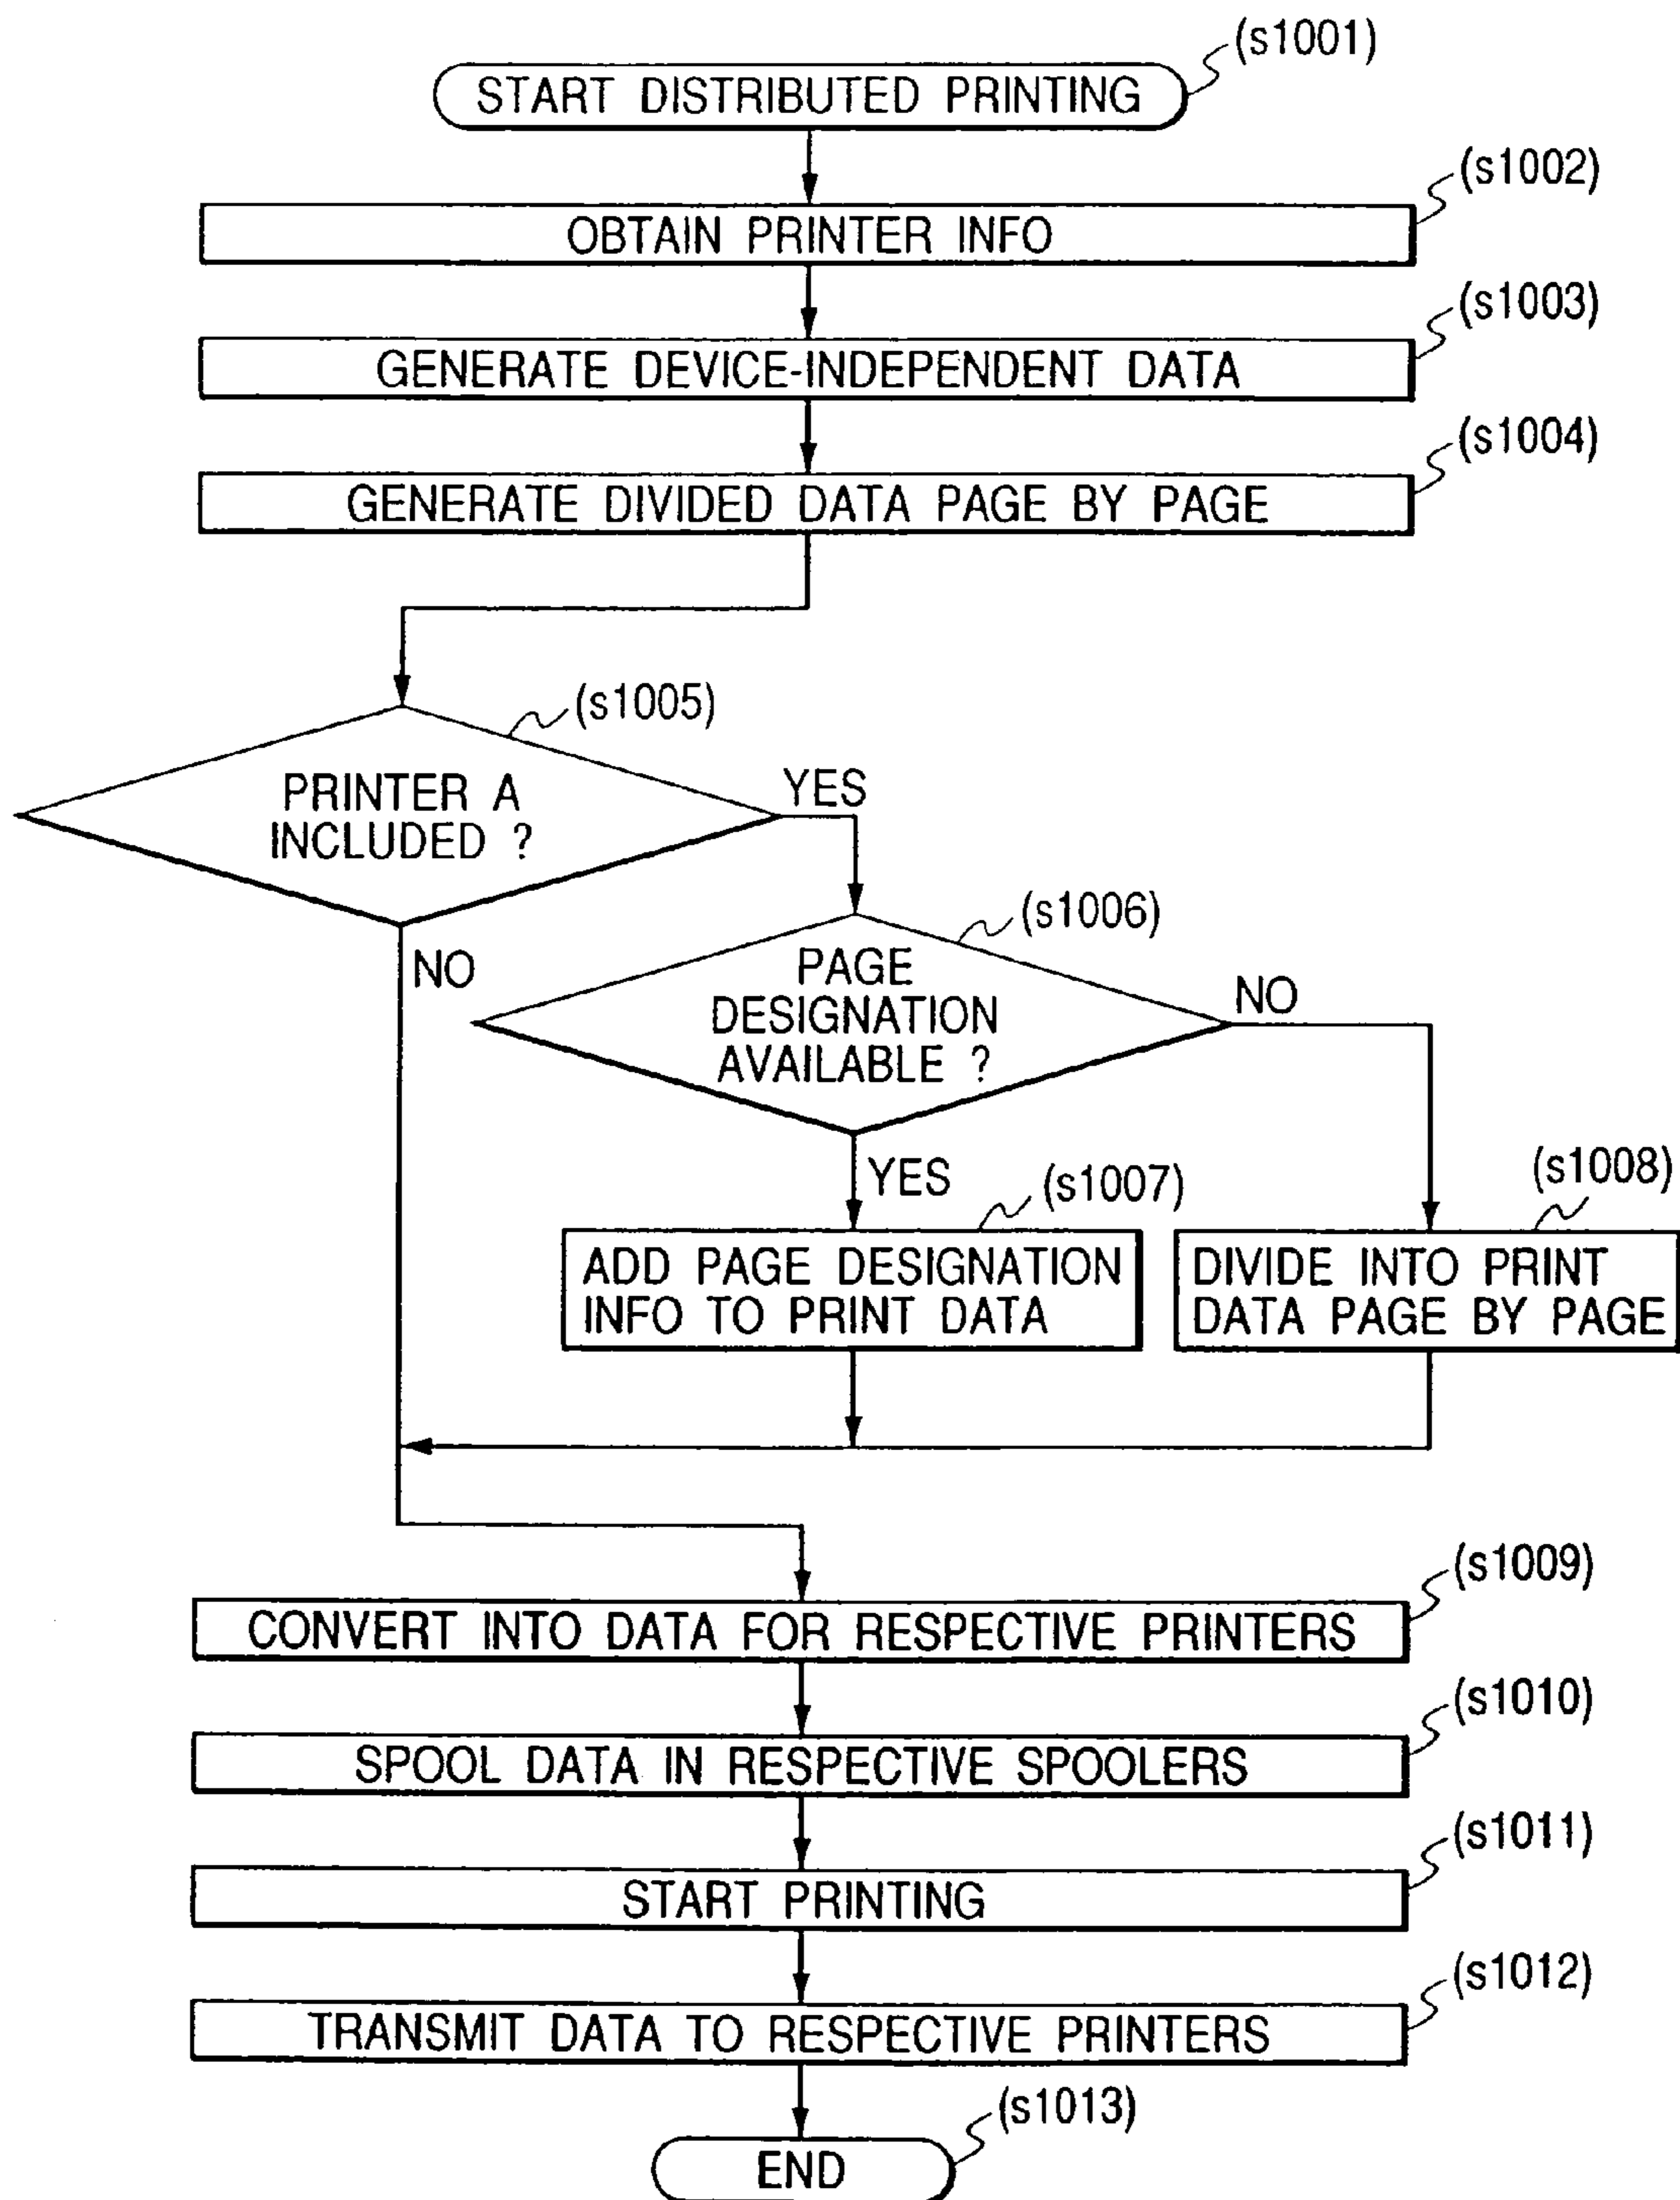 (s1001)
START DISTRIBUTED PRINTING
(s1002)
OBTAIN PRINTER INFO
(s1003)
GENERATE DEVICE-INDEPENDENT DATA
(s1004)
GENERATE DIVIDED DATA PAGE BY PAGE
(s1005)
PRINTER A
INCLUDED ?
YES
NO
(s1006)
PAGE
DESIGNATION
AVAILABLE ?
NO
YES
(s1007)
ADD PAGE DESIGNATION
INFO TO PRINT DATA
(s1008)
DIVIDE INTO PRINT
DATA PAGE BY PAGE
(s1009)
CONVERT INTO DATA FOR RESPECTIVE PRINTERS
(s1010)
SPOOL DATA IN RESPECTIVE SPOOLERS
(s1011)
START PRINTING
(s1012)
TRANSMIT DATA TO RESPECTIVE PRINTERS
(s1013)
END